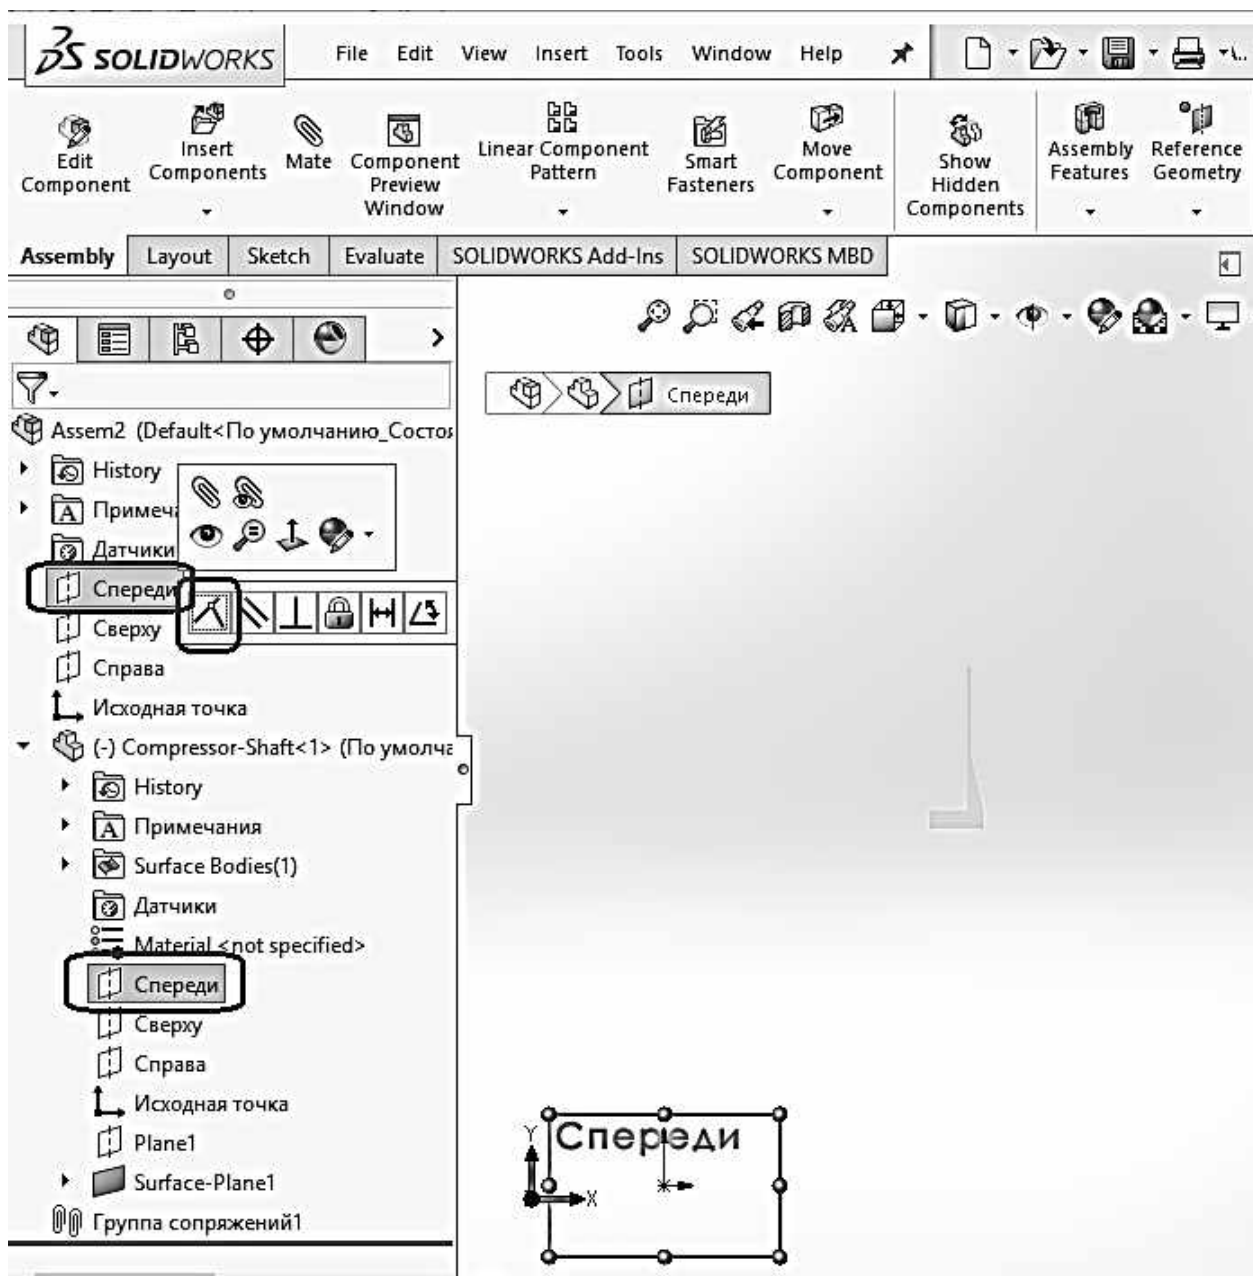 SOLIDWORKS File Edit View Insert Tools Window Help
Edit Component
Insert Components
Mate
Component Preview Window
Linear Component Pattern
Smart Fasteners
Move Component
Show Hidden Components
Assembly Features
Reference Geometry
Assembly Layout Sketch Evaluate SOLIDWORKS Add-Ins SOLIDWORKS MBD
Спереди
Assem2 (Default<По умолчанию_Состоя
History
Примеча
Датчики
Спереди
Сверху
Справа
Исходная точка
(-) Compressor-Shaft<1> (По умолча
History
Примечания
Surface Bodies(1)
Датчики
Material <not specified>
Спереди
Сверху
Справа
Исходная точка
Plane1
Surface-Plane1
Группа сопряжений1
Спереди
Y
X